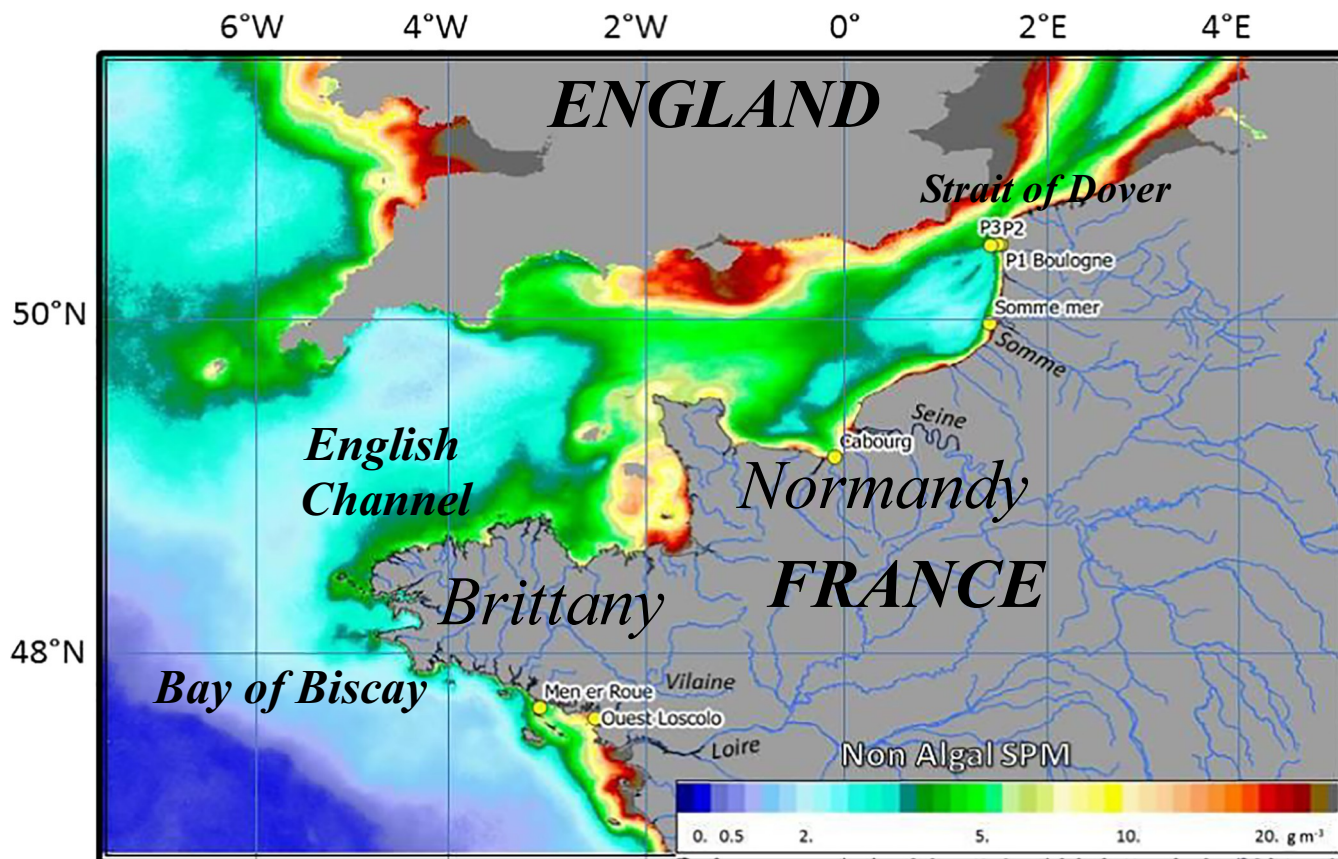 6°W 4°W 2°W 0° 2°E 4°E
ENGLAND
Strait of Dover
P3P2
P1 Boulogne
50°N
Somme mer
Somme
Seine
Cabourg
English
Channel
Normandy
FRANCE
Brittany
48°N
Bay of Biscay
Men er Roue
Vilaine
Ouest Loscolo
Loire
Non Algal SPM
0. 0.5 2. 5. 10. 20. g m⁻³